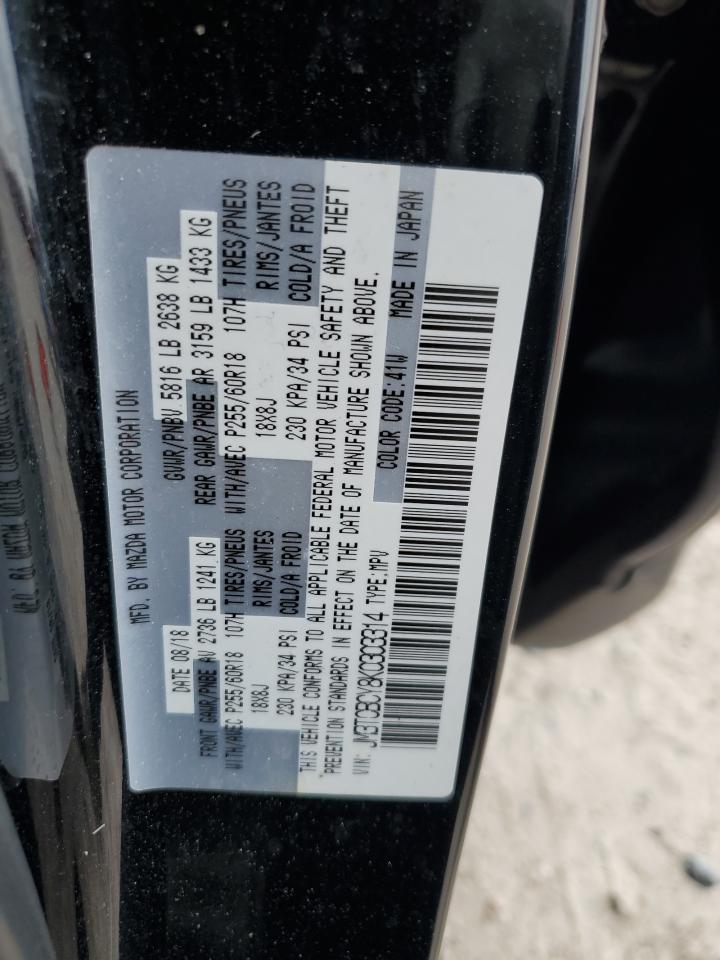 MFD. BY MAZDA MOTOR CORPORATION
DATE 08/18 GVWR/PNBV 5816 LB 2638 KG
FRONT GAWR/PNBE AV 2736 LB 1241 KG REAR GAWR/PNBE AR 3159 LB 1433 KG
WITH/AVEC P255/60R18 107H TIRES/PNEUS WITH/AVEC P255/60R18 107H TIRES/PNEUS
18X8J RIMS/JANTES 18X8J RIMS/JANTES
230 KPA/34 PSI COLD/A FROID 230 KPA/34 PSI COLD/A FROID
THIS VEHICLE CONFORMS TO ALL APPLICABLE FEDERAL MOTOR VEHICLE SAFETY AND THEFT
PREVENTION STANDARDS IN EFFECT ON THE DATE OF MANUFACTURE SHOWN ABOVE.
VIN: JM3TCBCY8K0303314 TYPE:MPV COLOR CODE:41W MADE IN JAPAN